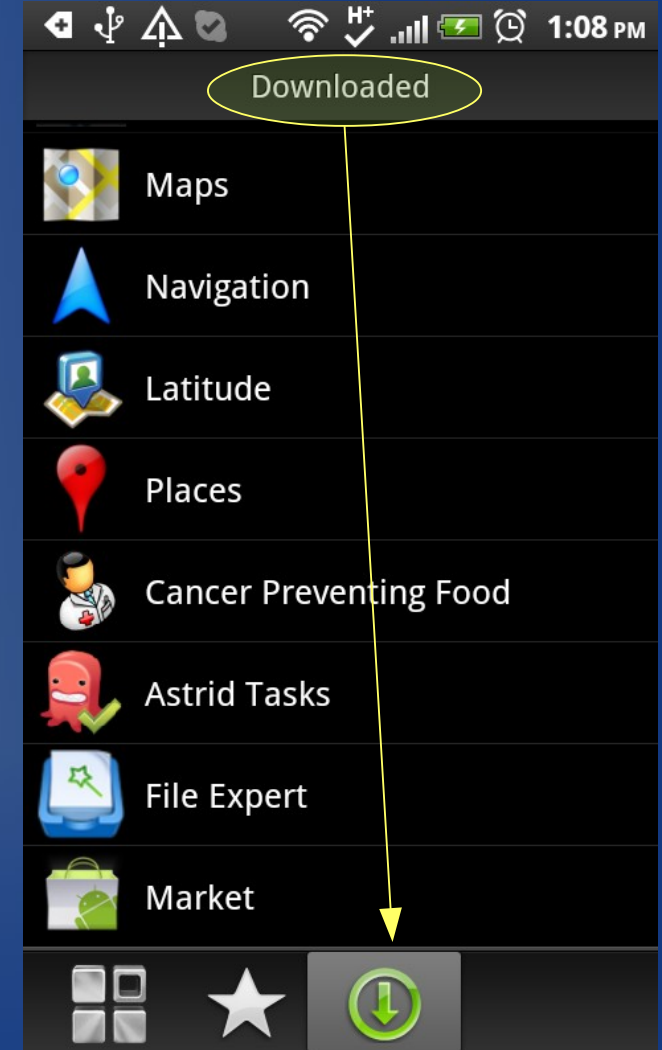 H+
1:08 PM
Downloaded
Maps
Navigation
Latitude
Places
Cancer Preventing Food
Astrid Tasks
File Expert
Market